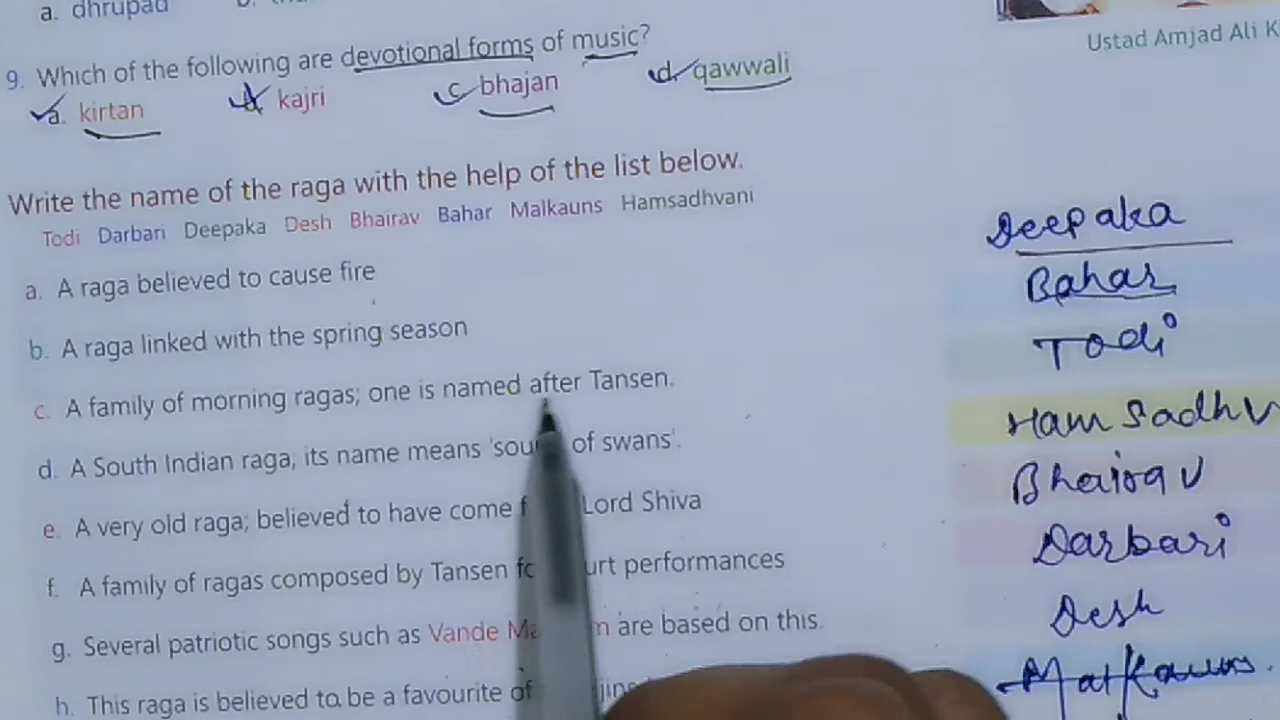 a. dhrupad
b.
9. Which of the following are devotional forms of music?
a. kirtan kajri c bhajan d. qawwali
Ustad Amjad Ali K
Write the name of the raga with the help of the list below.
Todi Darbari Deepaka Desh Bhairav Bahar Malkauns Hamsadhvani
a. A raga believed to cause fire
Deepaka
b. A raga linked with the spring season
Bahar
c. A family of morning ragas; one is named after Tansen.
Todi
d. A South Indian raga; its name means 'sou of swans'.
Hamsadhv
e. A very old raga; believed to have come Lord Shiva
Bhairav
f. A family of ragas composed by Tansen urt performances
Darbari
g. Several patriotic songs such as Vande Ma m are based on this.
Desh
h. This raga is believed to be a favourite of
Malkauns.